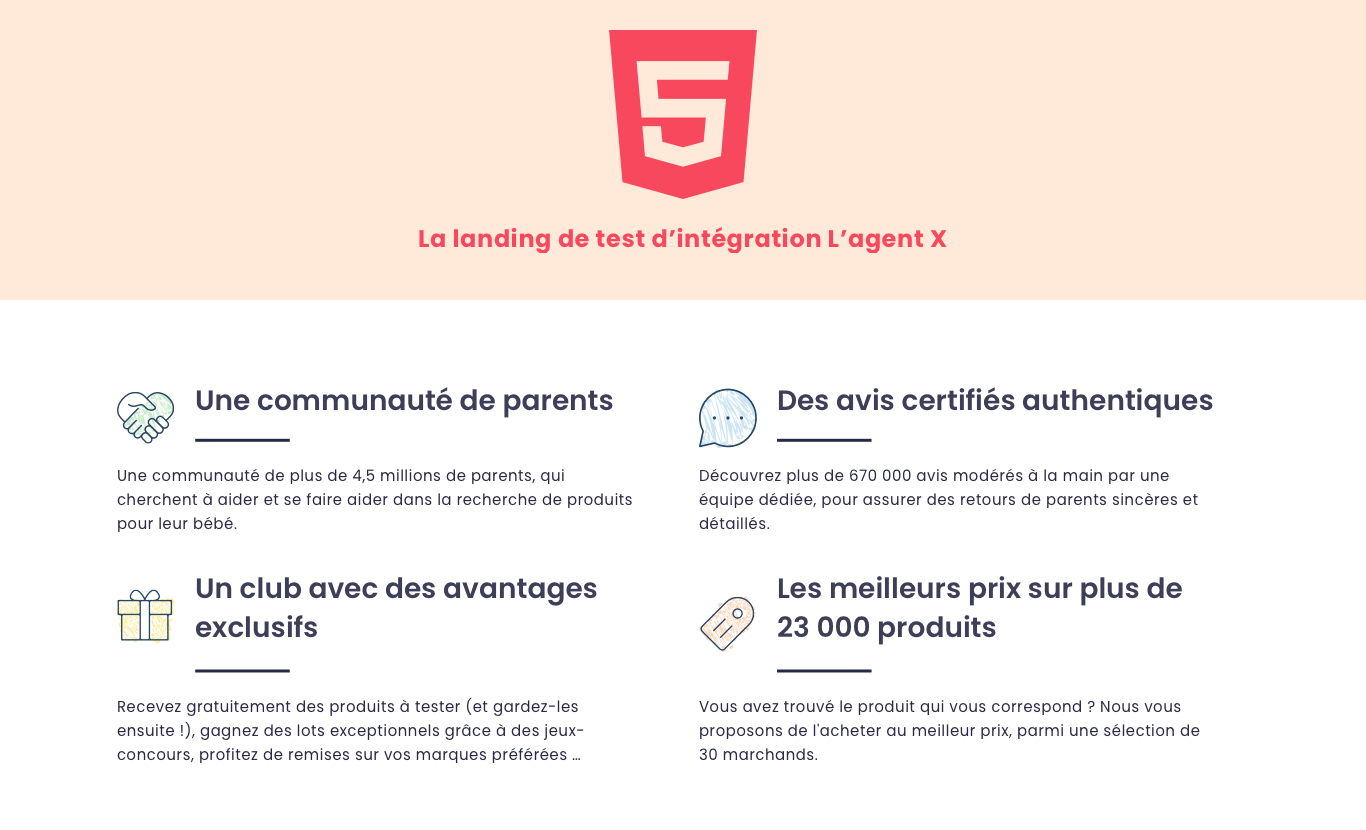 5
La landing de test d’intégration L’agent X
Une communauté de parents
Une communauté de plus de 4,5 millions de parents, qui
cherchent à aider et se faire aider dans la recherche de produits
pour leur bébé.
Des avis certifiés authentiques
Découvrez plus de 670 000 avis modérés à la main par une
équipe dédiée, pour assurer des retours de parents sincères et
détaillés.
Un club avec des avantages
exclusifs
Recevez gratuitement des produits à tester (et gardez-les
ensuite !), gagnez des lots exceptionnels grâce à des jeux-
concours, profitez de remises sur vos marques préférées …
Les meilleurs prix sur plus de
23 000 produits
Vous avez trouvé le produit qui vous correspond ? Nous vous
proposons de l'acheter au meilleur prix, parmi une sélection de
30 marchands.